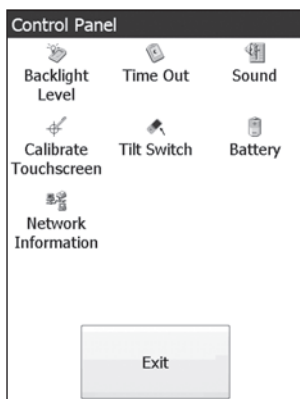 Control Panel
Backlight Level
Time Out
Sound
Calibrate Touchscreen
Tilt Switch
Battery
Network Information
Exit